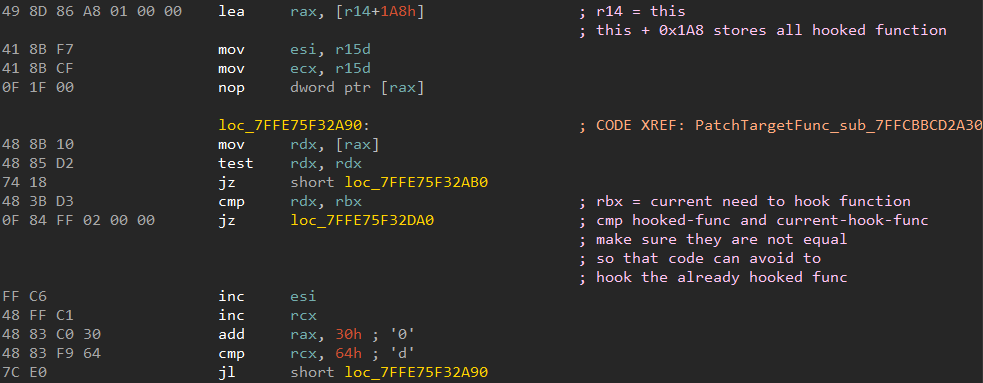 49 8D 86 A8 01 00 00 lea rax, [r14+1A8h] ; r14 = this
; this + 0x1A8 stores all hooked function
41 8B F7 mov esi, r15d
41 8B CF mov ecx, r15d
0F 1F 00 nop dword ptr [rax]
loc_7FFE75F32A90: ; CODE XREF: PatchTargetFunc_sub_7FFCBBCD2A30
48 8B 10 mov rdx, [rax]
48 85 D2 test rdx, rdx
74 18 jz short loc_7FFE75F32AB0
48 3B D3 cmp rdx, rbx ; rbx = current need to hook function
0F 84 FF 02 00 00 jz loc_7FFE75F32DA0 ; cmp hooked-func and current-hook-func
; make sure they are not equal
; so that code can avoid to
; hook the already hooked func
FF C6 inc esi
48 FF C1 inc rcx
48 83 C0 30 add rax, 30h ; '0'
48 83 F9 64 cmp rcx, 64h ; 'd'
7C E0 jl short loc_7FFE75F32A90